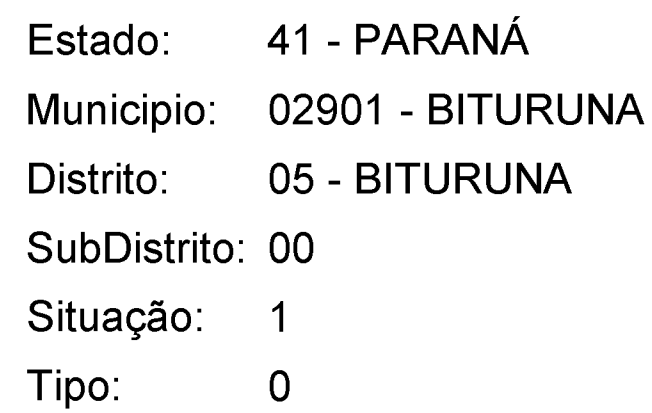 Estado: 41 - PARANÁ
Municipio: 02901 - BITURUNA
Distrito: 05 - BITURUNA
SubDistrito: 00
Situação: 1
Tipo: 0